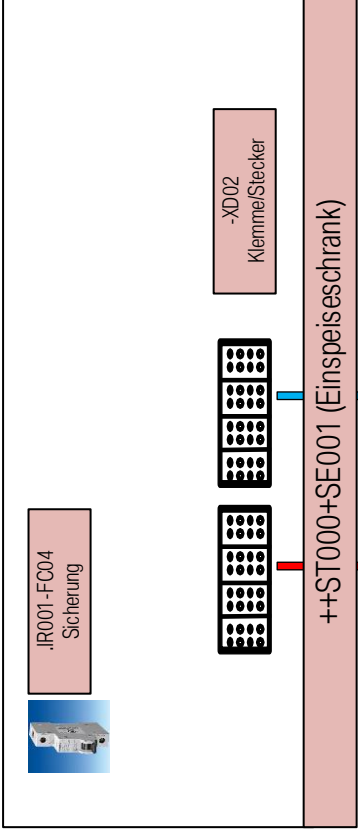 .IR001-FC04
Sicherung
-XD02
Klemme/Stecker
++ST000+SE001 (Einspeiseschrank)